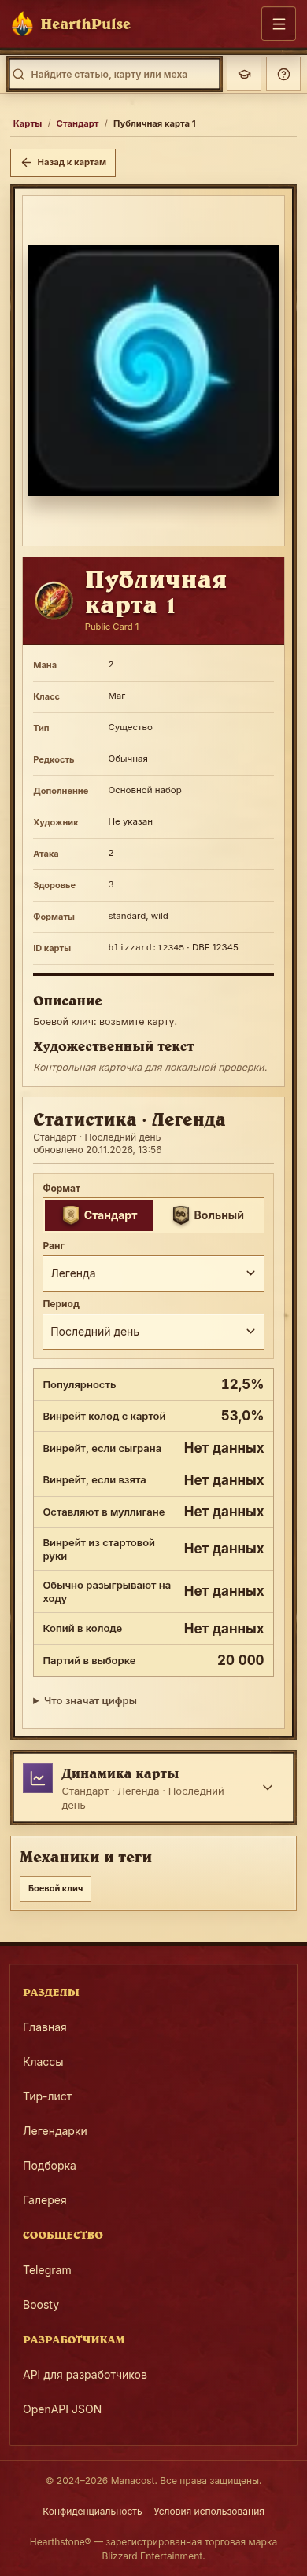 HearthPulse
Найдите статью, карту или меха
Карты / Стандарт / Публичная карта 1
Назад к картам
Публичная
карта 1
Public Card 1
Мана 2
Класс Маг
Тип Существо
Редкость Обычная
Дополнение Основной набор
Художник Не указан
Атака 2
Здоровье 3
Форматы standard, wild
ID карты blizzard:12345 · DBF 12345
Описание
Боевой клич: возьмите карту.
Художественный текст
Контрольная карточка для локальной проверки.
Статистика · Легенда
Стандарт · Последний день
обновлено 20.11.2026, 13:56
Формат
Стандарт Вольный
Ранг
Легенда
Период
Последний день
Популярность 12,5%
Винрейт колод с картой 53,0%
Винрейт, если сыграна Нет данных
Винрейт, если взята Нет данных
Оставляют в муллигане Нет данных
Винрейт из стартовой
руки Нет данных
Обычно разыгрывают на
ходу Нет данных
Копий в колоде Нет данных
Партий в выборке 20 000
Что значат цифры
Динамика карты
Стандарт · Легенда · Последний
день
Механики и теги
Боевой клич
РАЗДЕЛЫ
Главная
Классы
Тир-лист
Легендарки
Подборка
Галерея
СООБЩЕСТВО
Telegram
Boosty
РАЗРАБОТЧИКАМ
API для разработчиков
OpenAPI JSON
© 2024–2026 Manacost. Все права защищены.
Конфиденциальность Условия использования
Hearthstone® — зарегистрированная торговая марка
Blizzard Entertainment.